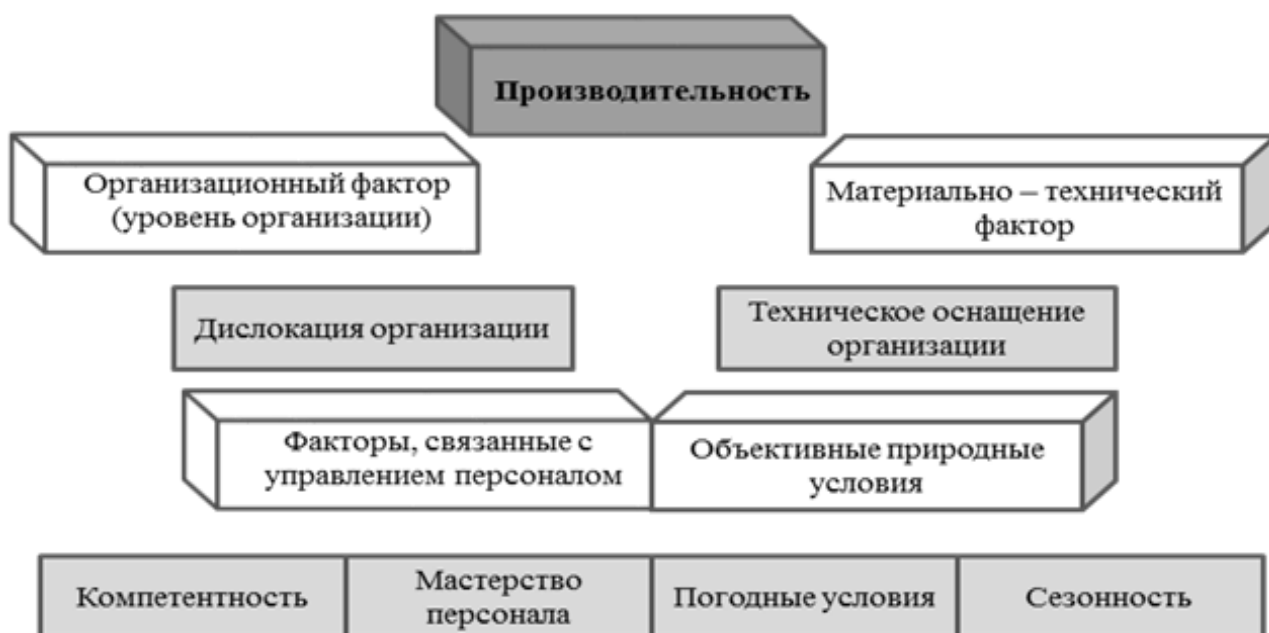 Производительность
Организационный фактор
(уровень организации)
Материально – технический
фактор
Дислокация организации
Техническое оснащение
организации
Факторы, связанные с
управлением персоналом
Объективные природные
условия
Компетентность
Мастерство
персонала
Погодные условия
Сезонность